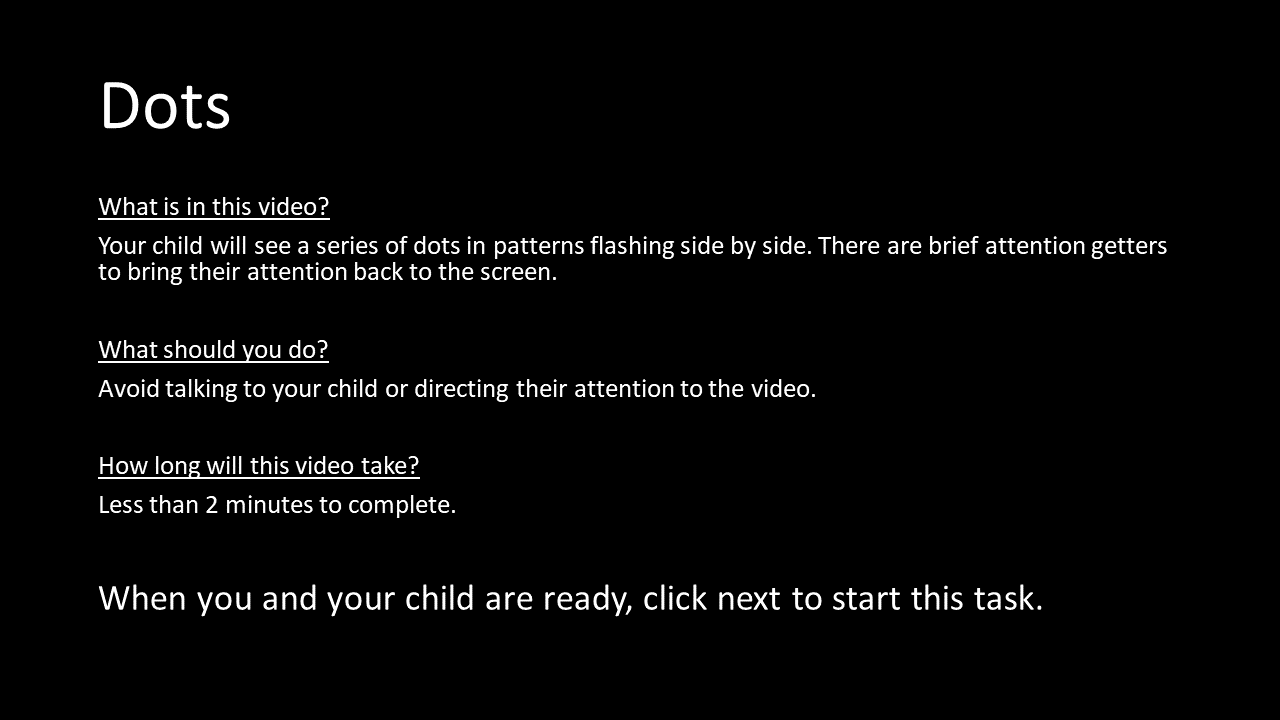 Dots
What is in this video?
Your child will see a series of dots in patterns flashing side by side. There are brief attention getters
to bring their attention back to the screen.
What should you do?
Avoid talking to your child or directing their attention to the video.
How long will this video take?
Less than 2 minutes to complete.
When you and your child are ready, click next to start this task.